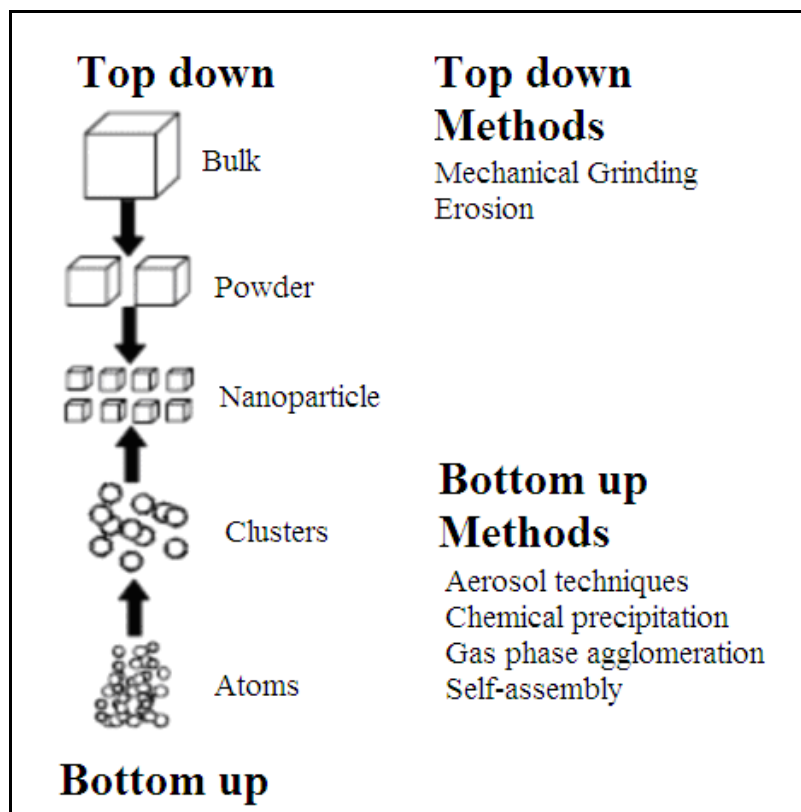 Top down
Bulk
Powder
Nanoparticle
Clusters
Atoms
Bottom up
Top down
Methods
Mechanical Grinding
Erosion
Bottom up
Methods
Aerosol techniques
Chemical precipitation
Gas phase agglomeration
Self-assembly